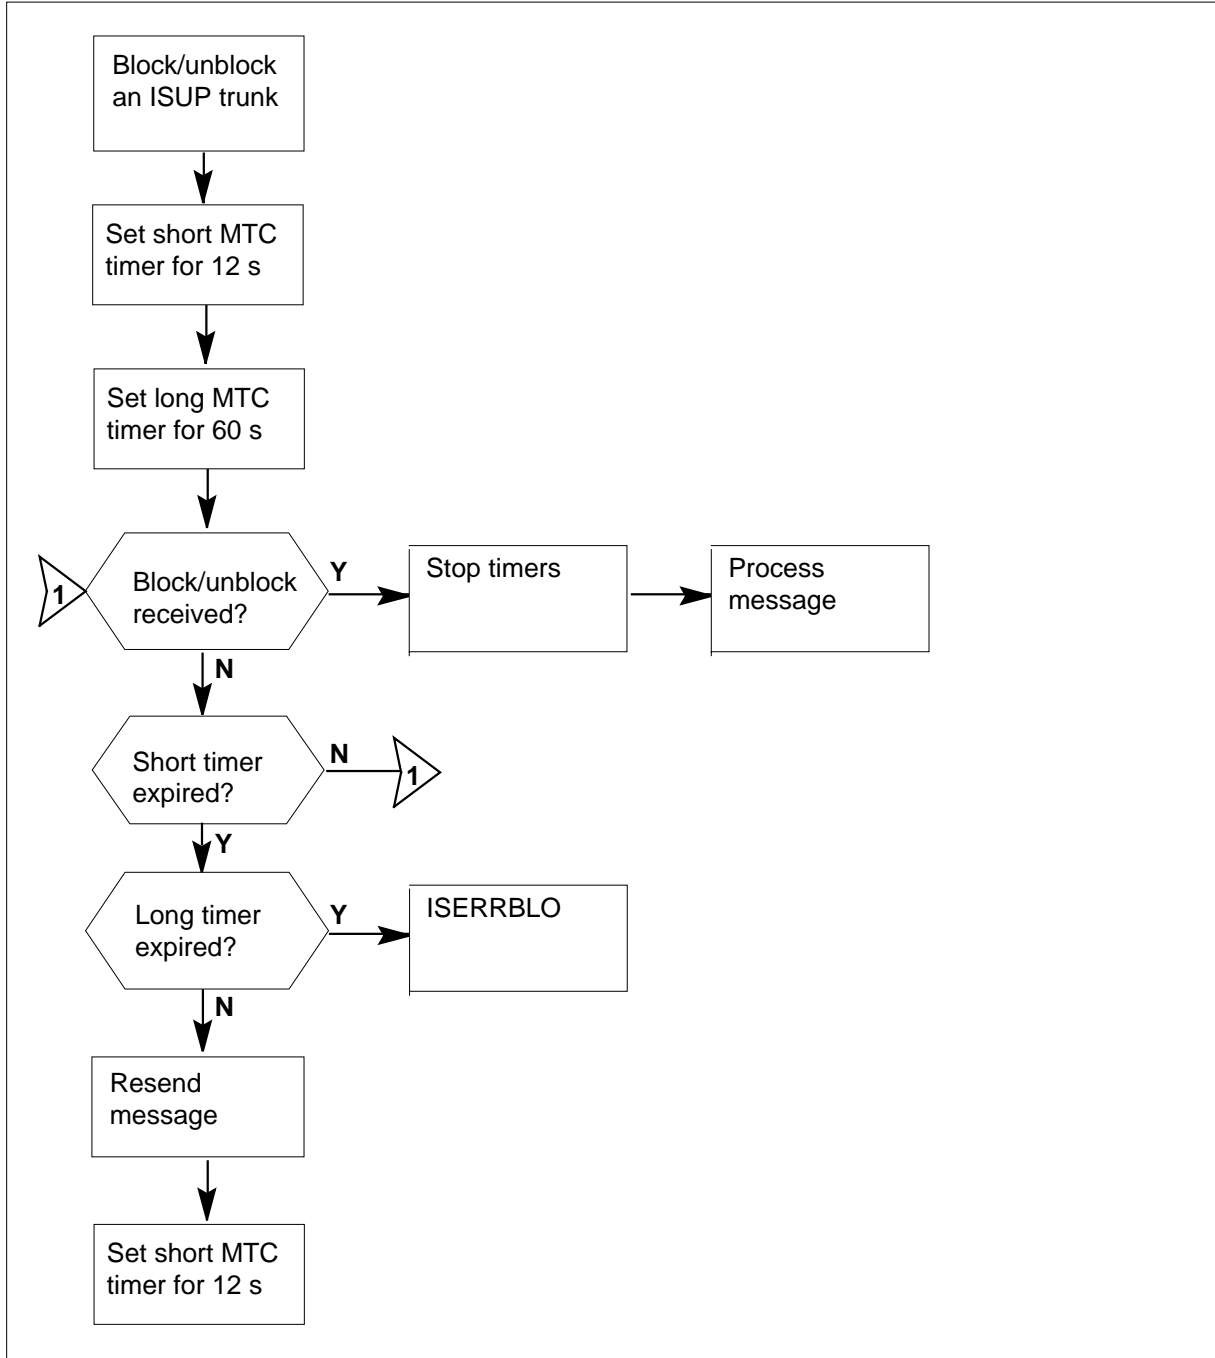 Block/unblock
an ISUP trunk
Set short MTC
timer for 12 s
Set long MTC
timer for 60 s
1
Block/unblock
received?
Y
Stop timers
Process
message
N
Short timer
expired?
N
1
Y
Long timer
expired?
Y
ISERRBLO
N
Resend
message
Set short MTC
timer for 12 s